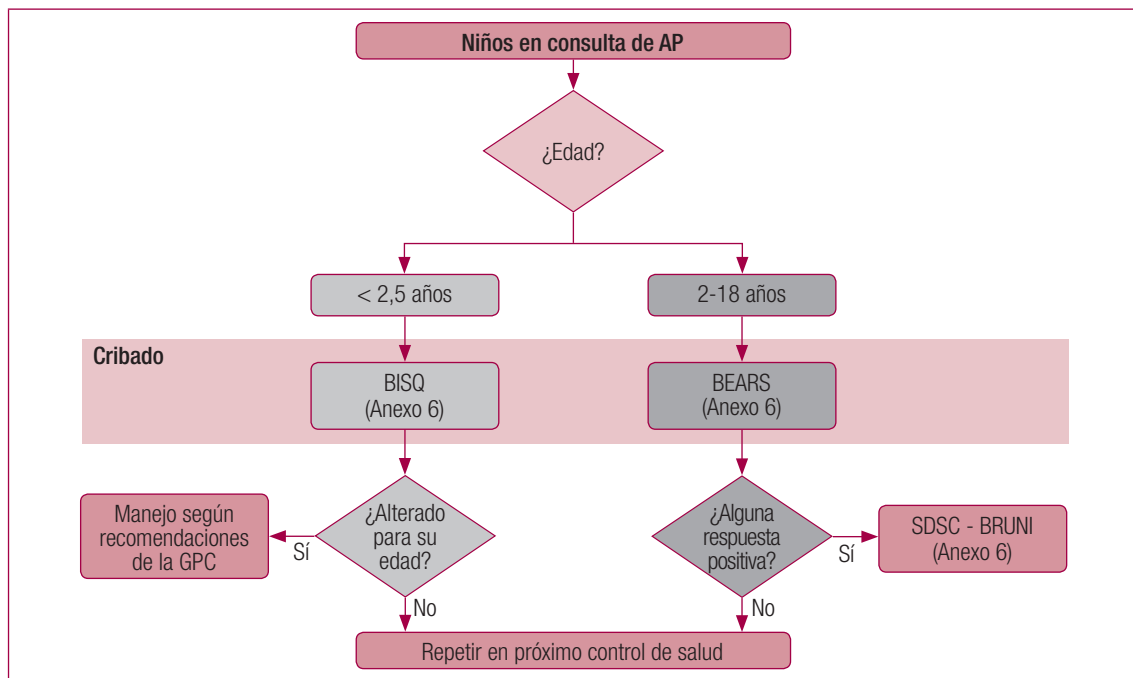 Niños en consulta de AP
¿Edad?
< 2,5 años
2-18 años
Cribado
BISQ
(Anexo 6)
BEARS
(Anexo 6)
Manejo según
recomendaciones
de la GPC
Sí
¿Alterado
para su
edad?
¿Alguna
respuesta
positiva?
Sí
SDSC - BRUNI
(Anexo 6)
No
No
Repetir en próximo control de salud